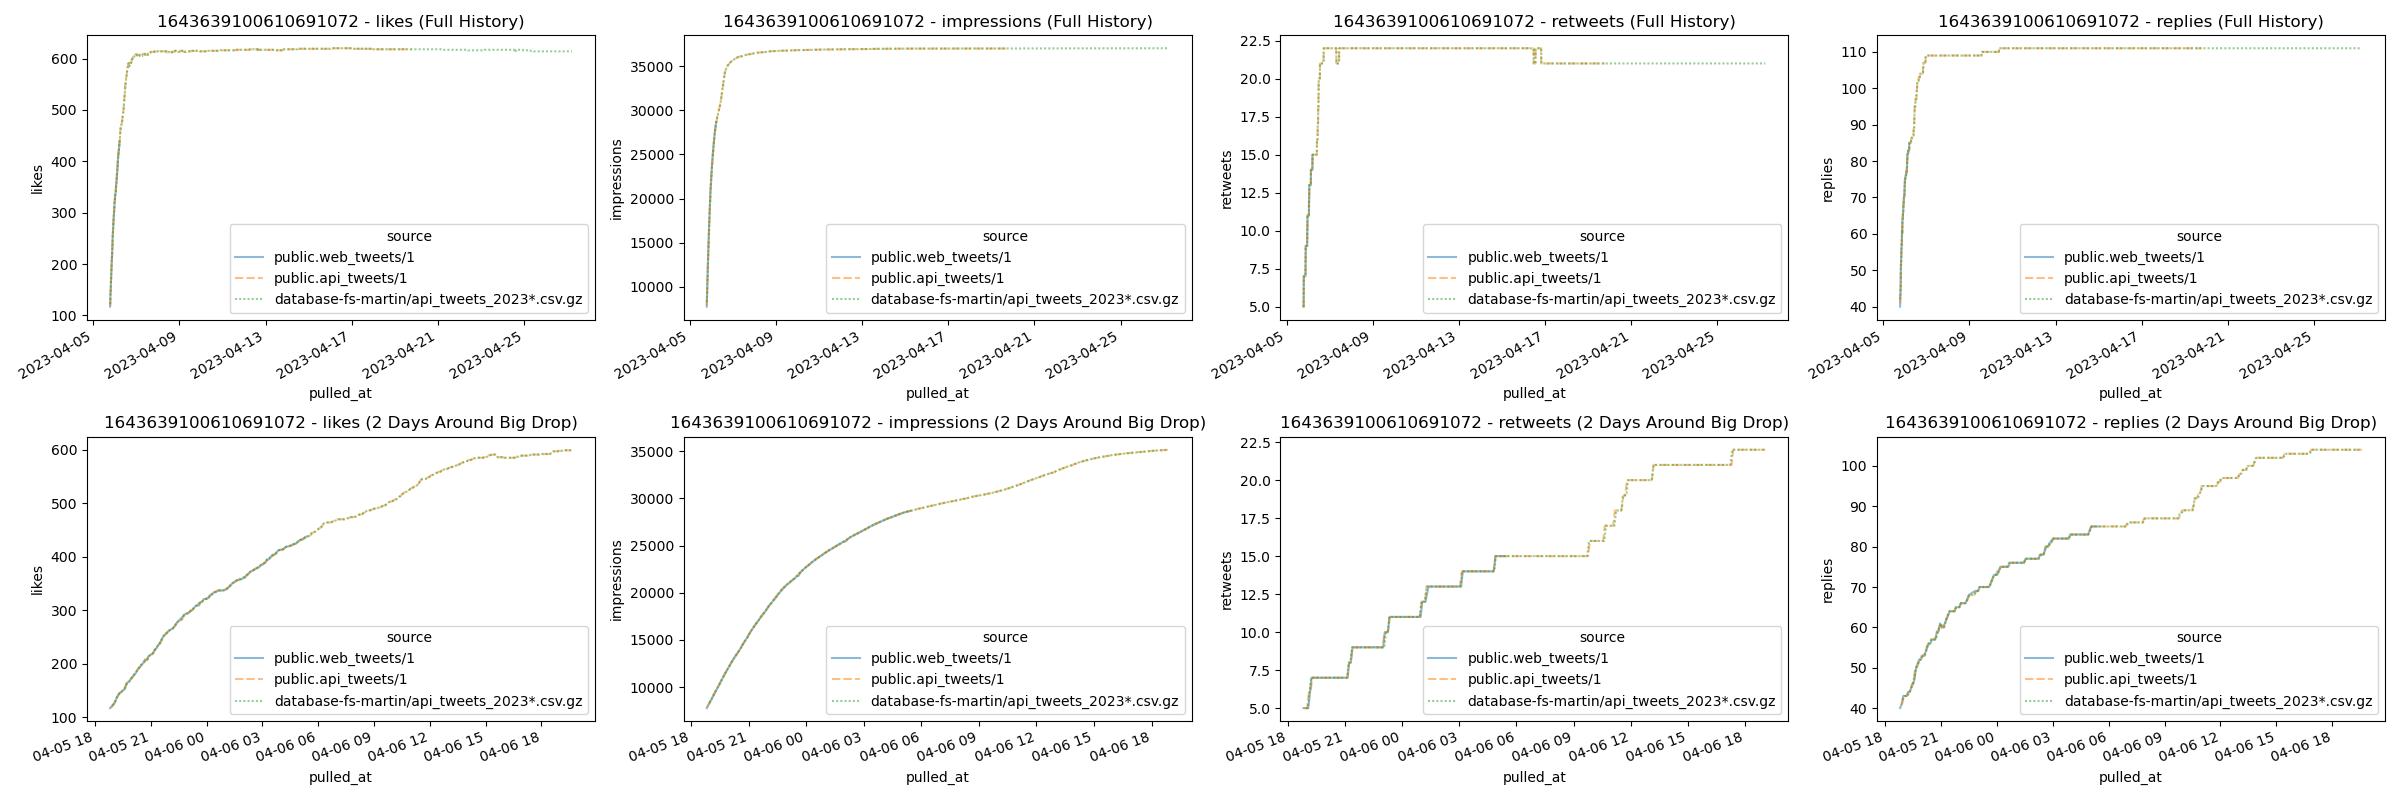 1643639100610691072 - likes (Full History)
600
500
400
300
200
100
likes
2023-04-05
2023-04-09
2023-04-13
2023-04-17
2023-04-21
2023-04-25
pulled_at
source
public.web_tweets/1
public.api_tweets/1
database-fs-martin/api_tweets_2023*.csv.gz
1643639100610691072 - impressions (Full History)
35000
30000
25000
20000
15000
10000
impressions
2023-04-05
2023-04-09
2023-04-13
2023-04-17
2023-04-21
2023-04-25
pulled_at
source
public.web_tweets/1
public.api_tweets/1
database-fs-martin/api_tweets_2023*.csv.gz
1643639100610691072 - retweets (Full History)
22.5
20.0
17.5
15.0
12.5
10.0
7.5
5.0
retweets
2023-04-05
2023-04-09
2023-04-13
2023-04-17
2023-04-21
2023-04-25
pulled_at
source
public.web_tweets/1
public.api_tweets/1
database-fs-martin/api_tweets_2023*.csv.gz
1643639100610691072 - replies (Full History)
110
100
90
80
70
60
50
40
replies
2023-04-05
2023-04-09
2023-04-13
2023-04-17
2023-04-21
2023-04-25
pulled_at
source
public.web_tweets/1
public.api_tweets/1
database-fs-martin/api_tweets_2023*.csv.gz
1643639100610691072 - likes (2 Days Around Big Drop)
600
500
400
300
200
100
likes
04-05 18
04-05 21
04-06 00
04-06 03
04-06 06
04-06 09
04-06 12
04-06 15
04-06 18
pulled_at
source
public.web_tweets/1
public.api_tweets/1
database-fs-martin/api_tweets_2023*.csv.gz
1643639100610691072 - impressions (2 Days Around Big Drop)
35000
30000
25000
20000
15000
10000
impressions
04-05 18
04-05 21
04-06 00
04-06 03
04-06 06
04-06 09
04-06 12
04-06 15
04-06 18
pulled_at
source
public.web_tweets/1
public.api_tweets/1
database-fs-martin/api_tweets_2023*.csv.gz
1643639100610691072 - retweets (2 Days Around Big Drop)
22.5
20.0
17.5
15.0
12.5
10.0
7.5
5.0
retweets
04-05 18
04-05 21
04-06 00
04-06 03
04-06 06
04-06 09
04-06 12
04-06 15
04-06 18
pulled_at
source
public.web_tweets/1
public.api_tweets/1
database-fs-martin/api_tweets_2023*.csv.gz
1643639100610691072 - replies (2 Days Around Big Drop)
100
90
80
70
60
50
40
replies
04-05 18
04-05 21
04-06 00
04-06 03
04-06 06
04-06 09
04-06 12
04-06 15
04-06 18
pulled_at
source
public.web_tweets/1
public.api_tweets/1
database-fs-martin/api_tweets_2023*.csv.gz